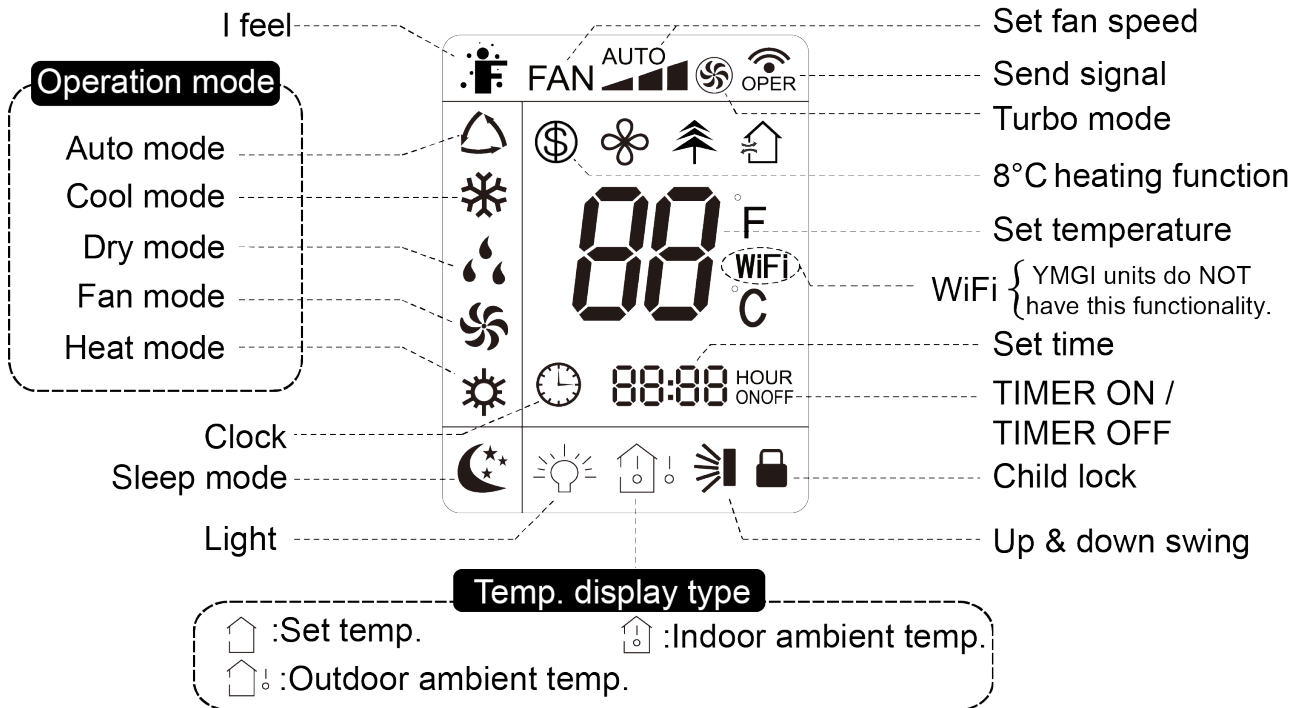 I feel
Operation mode
Auto mode
Cool mode
Dry mode
Fan mode
Heat mode
Clock
Sleep mode
Light
FAN AUTO OPER
F
88 WiFi
C
88:88 HOUR
ONOFF
Set fan speed
Send signal
Turbo mode
8°C heating function
Set temperature
WiFi { YMGI units do NOT
have this functionality.
Set time
TIMER ON /
TIMER OFF
Child lock
Up & down swing
Temp. display type
:Set temp.
:Indoor ambient temp.
:Outdoor ambient temp.